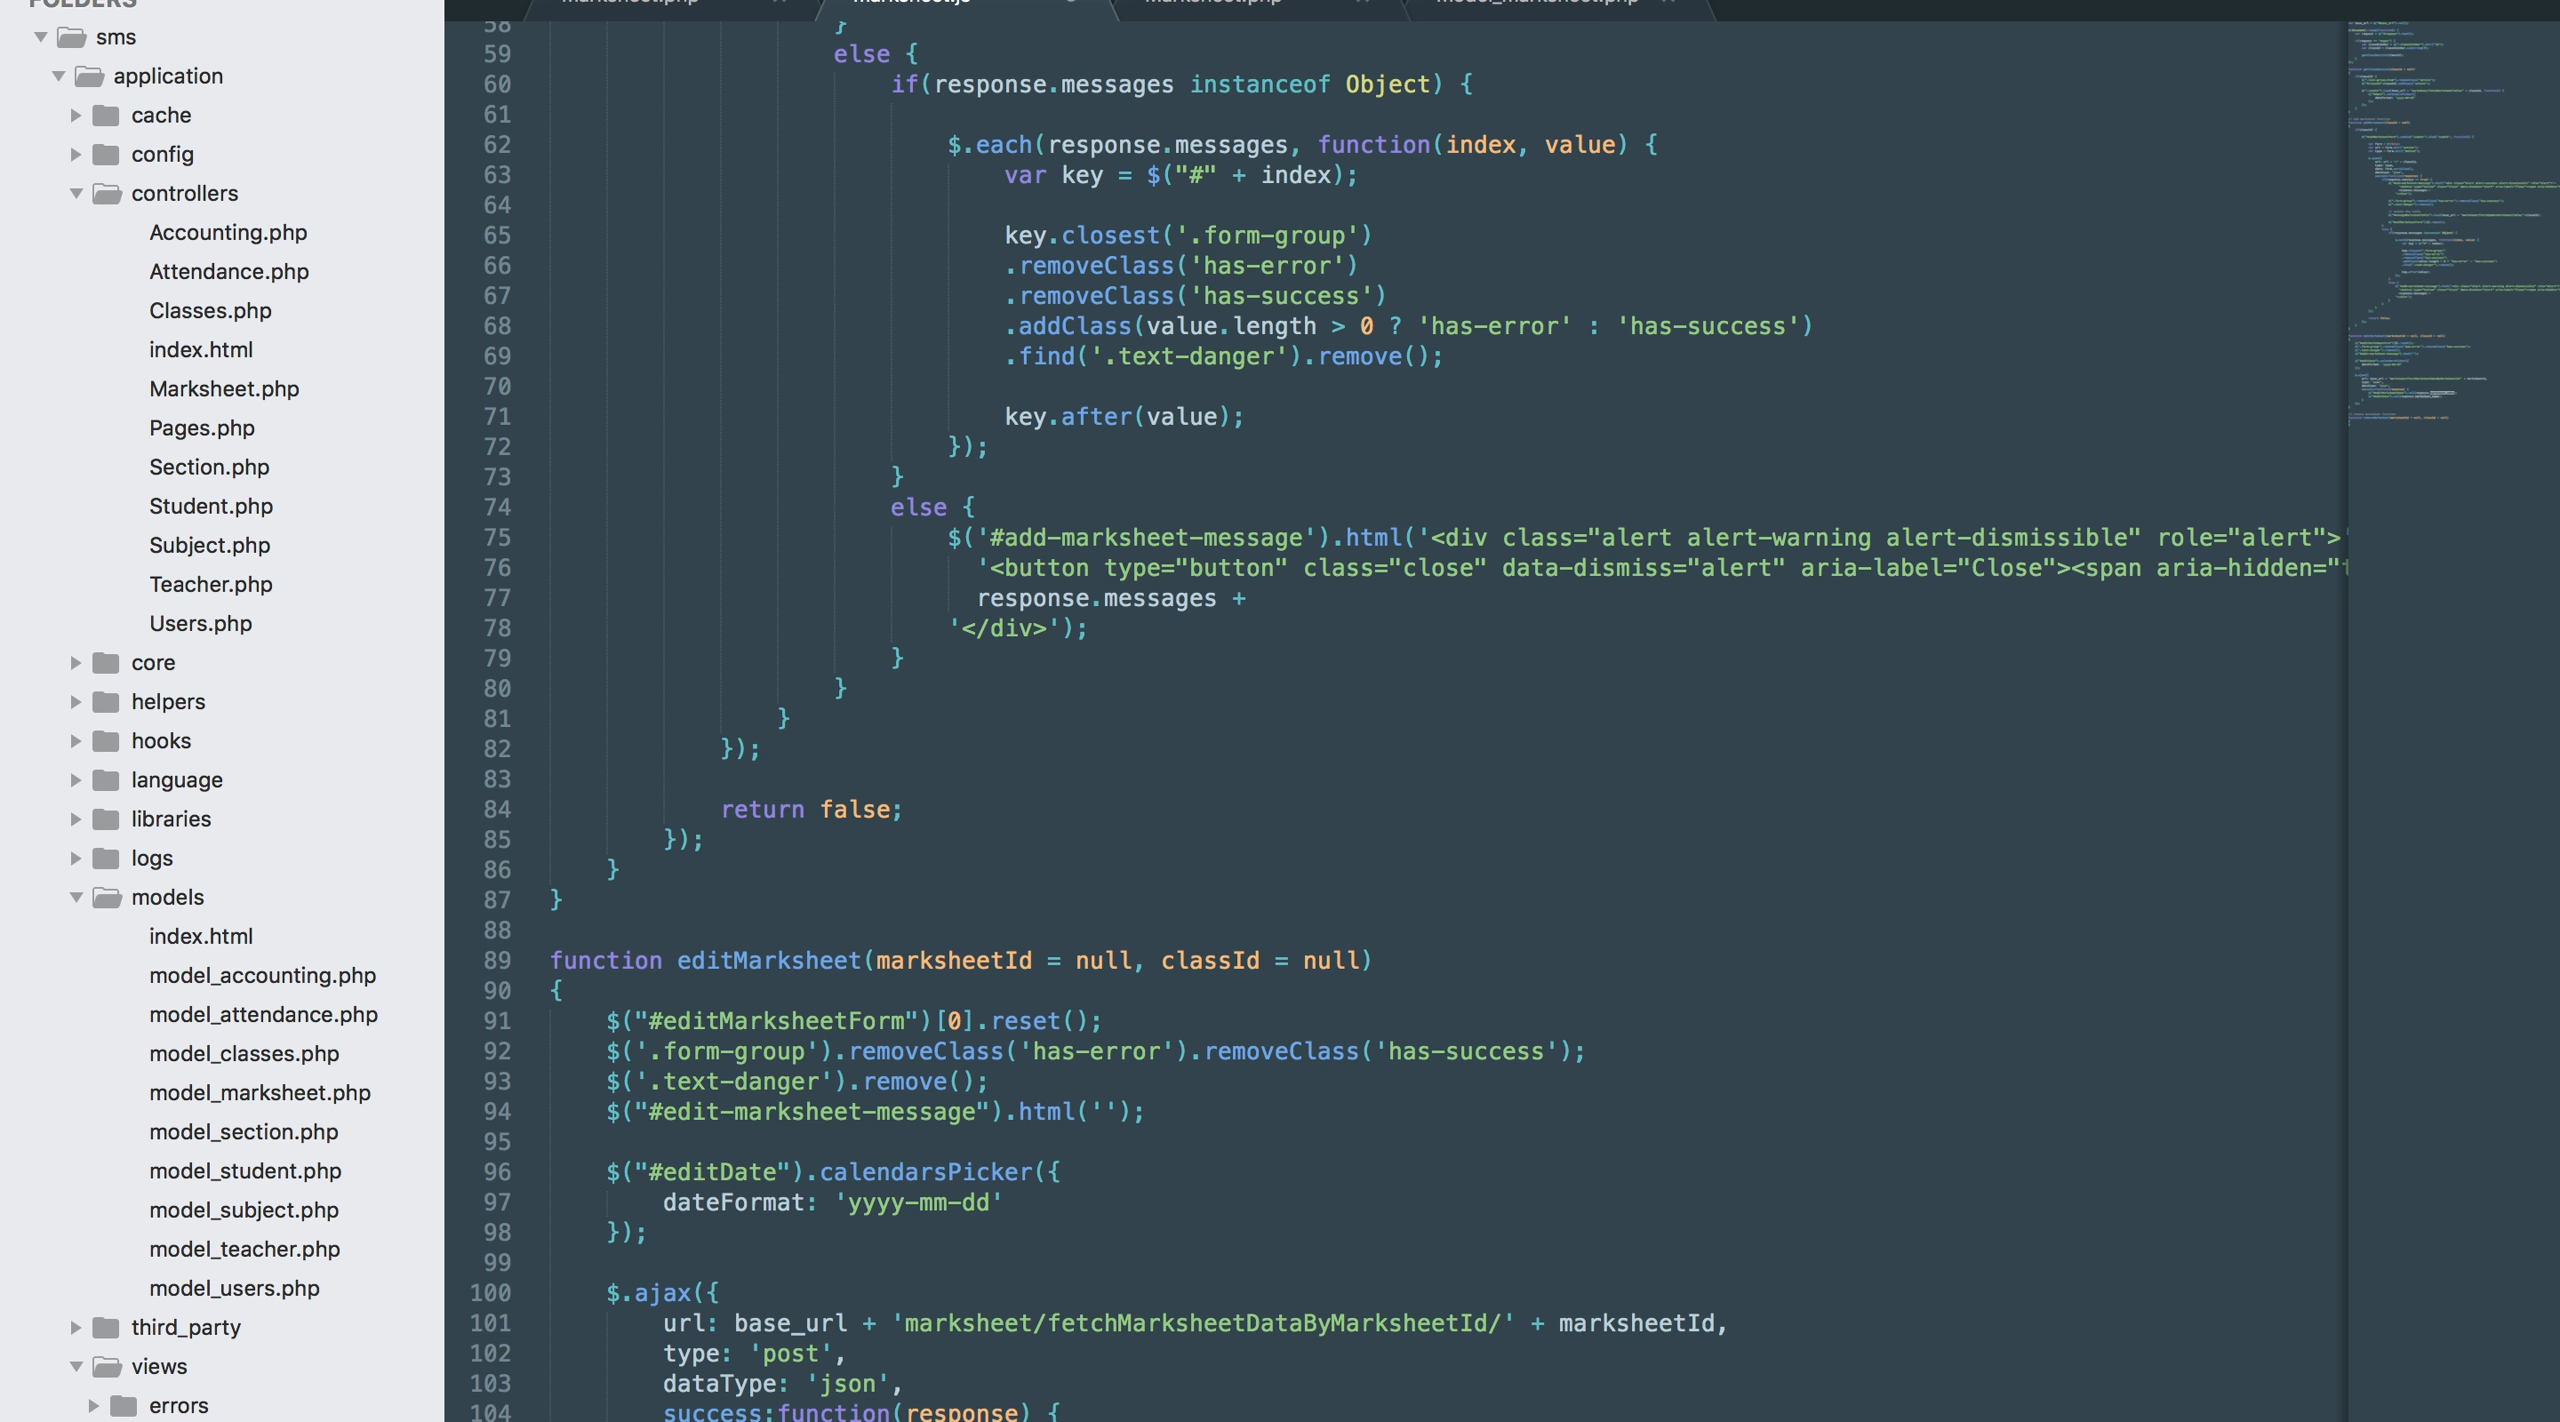 FOLDERS
sms
application
cache
config
controllers
Accounting.php
Attendance.php
Classes.php
index.html
Marksheet.php
Pages.php
Section.php
Student.php
Subject.php
Teacher.php
Users.php
core
helpers
hooks
language
libraries
logs
models
index.html
model_accounting.php
model_attendance.php
model_classes.php
model_marksheet.php
model_section.php
model_student.php
model_subject.php
model_teacher.php
model_users.php
third_party
views
errors
marksheet.php marksheet.js Marksheet.php model_marksheet.php
58 }
59 else {
60 if(response.messages instanceof Object) {
61
62 $.each(response.messages, function(index, value) {
63 var key = $("#" + index);
64
65 key.closest('.form-group')
66 .removeClass('has-error')
67 .removeClass('has-success')
68 .addClass(value.length > 0 ? 'has-error' : 'has-success')
69 .find('.text-danger').remove();
70
71 key.after(value);
72 });
73 }
74 else {
75 $('#add-marksheet-message').html('<div class="alert alert-warning alert-dismissible" role="alert">'
76 '<button type="button" class="close" data-dismiss="alert" aria-label="Close"><span aria-hidden="t
77 response.messages +
78 '</div>');
79 }
80 }
81 }
82 });
83
84 return false;
85 });
86 }
87 }
88
89 function editMarksheet(marksheetId = null, classId = null)
90 {
91 $("#editMarksheetForm")[0].reset();
92 $('.form-group').removeClass('has-error').removeClass('has-success');
93 $('.text-danger').remove();
94 $("#edit-marksheet-message").html('');
95
96 $("#editDate").calendarsPicker({
97 dateFormat: 'yyyy-mm-dd'
98 });
99
100 $.ajax({
101 url: base_url + 'marksheet/fetchMarksheetDataByMarksheetId/' + marksheetId,
102 type: 'post',
103 dataType: 'json',
104 success:function(response) {